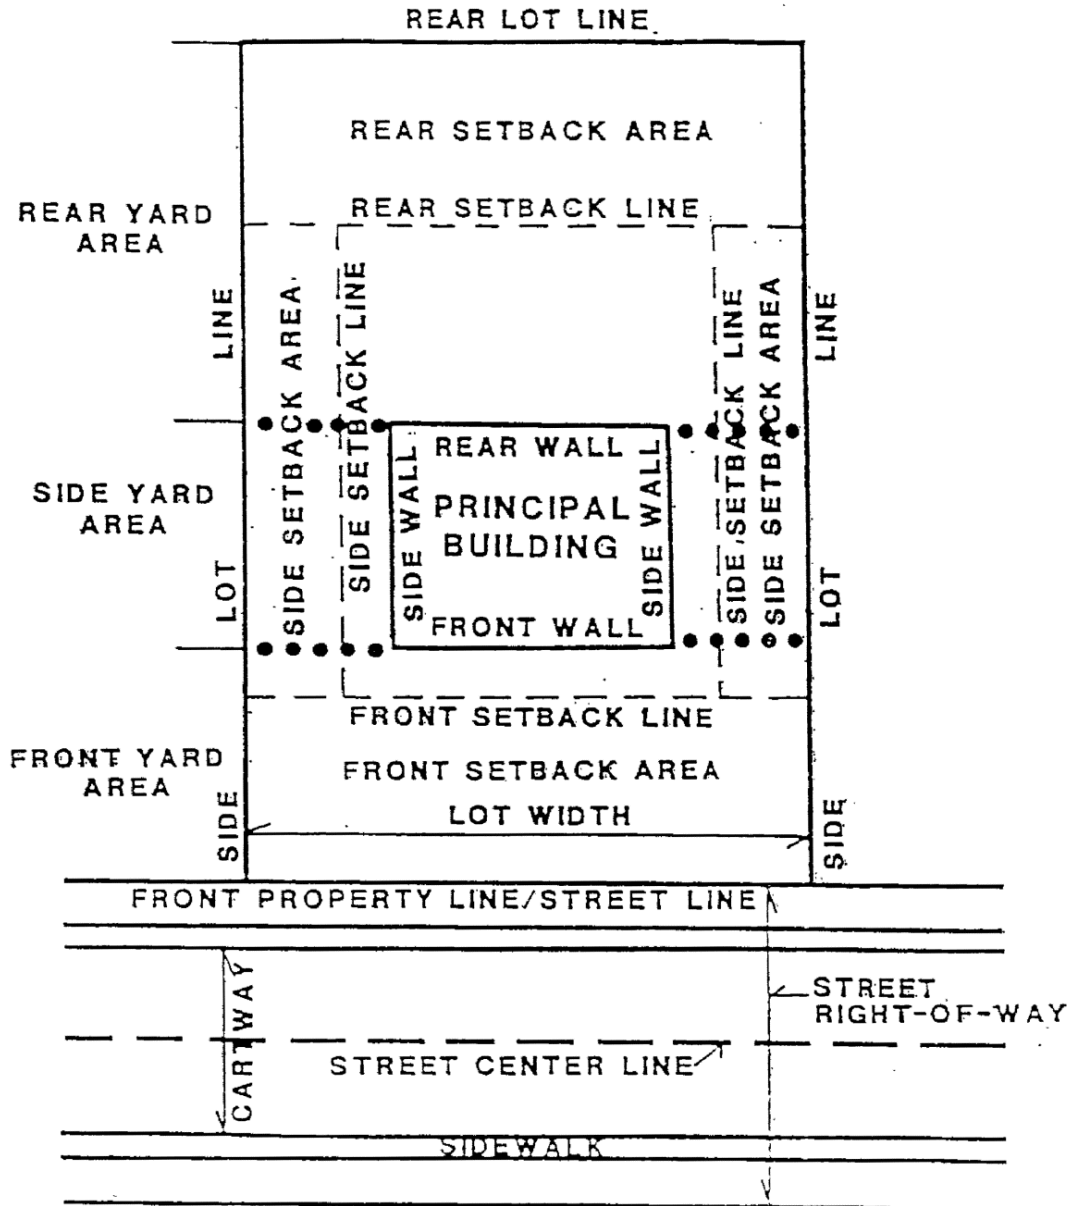 REAR LOT LINE
REAR SETBACK AREA
REAR SETBACK LINE
REAR YARD
AREA
SIDE LOT LINE
SIDE SETBACK AREA
SIDE SETBACK LINE
SIDE SETBACK LINE
SIDE SETBACK AREA
SIDE LOT LINE
SIDE YARD
AREA
SIDE WALL
REAR WALL
PRINCIPAL
BUILDING
FRONT WALL
SIDE WALL
FRONT SETBACK LINE
FRONT YARD
AREA
FRONT SETBACK AREA
LOT WIDTH
FRONT PROPERTY LINE/STREET LINE
CARTWAY
STREET
RIGHT-OF-WAY
STREET CENTER LINE
SIDEWALK